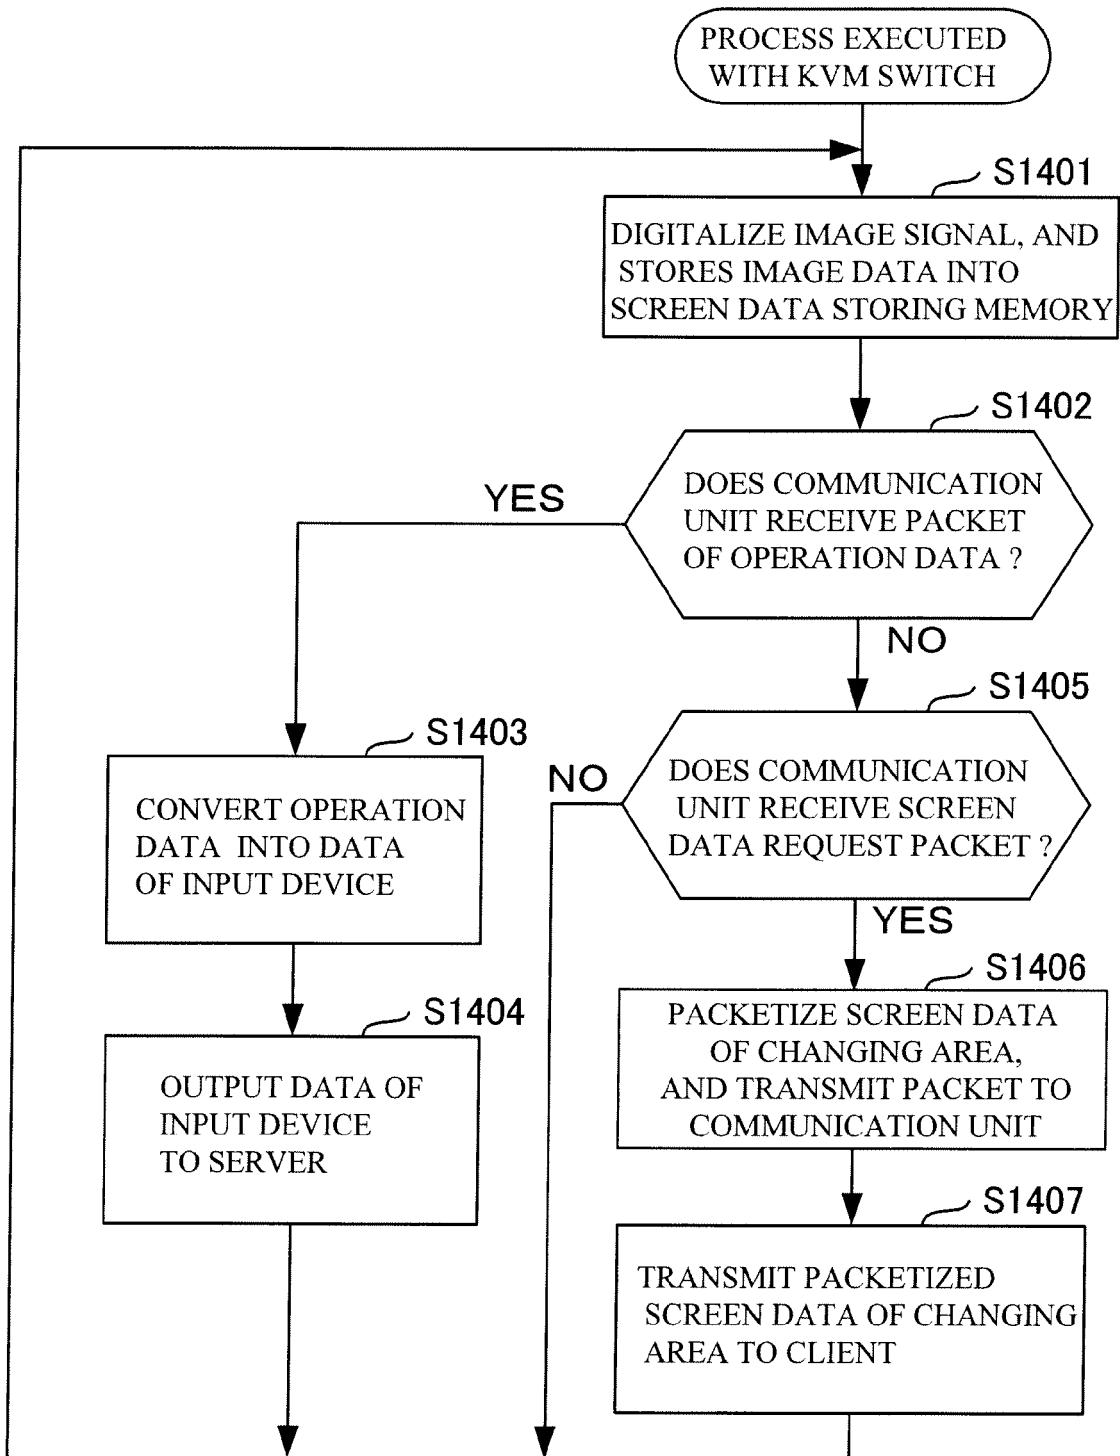 PROCESS EXECUTED
WITH KVM SWITCH
S1401
DIGITALIZE IMAGE SIGNAL, AND
STORES IMAGE DATA INTO
SCREEN DATA STORING MEMORY
S1402
DOES COMMUNICATION
UNIT RECEIVE PACKET
OF OPERATION DATA ?
YES
NO
S1403
CONVERT OPERATION
DATA INTO DATA
OF INPUT DEVICE
S1404
OUTPUT DATA OF
INPUT DEVICE
TO SERVER
S1405
DOES COMMUNICATION
UNIT RECEIVE SCREEN
DATA REQUEST PACKET ?
NO
YES
S1406
PACKETIZE SCREEN DATA
OF CHANGING AREA,
AND TRANSMIT PACKET TO
COMMUNICATION UNIT
S1407
TRANSMIT PACKETIZED
SCREEN DATA OF CHANGING
AREA TO CLIENT